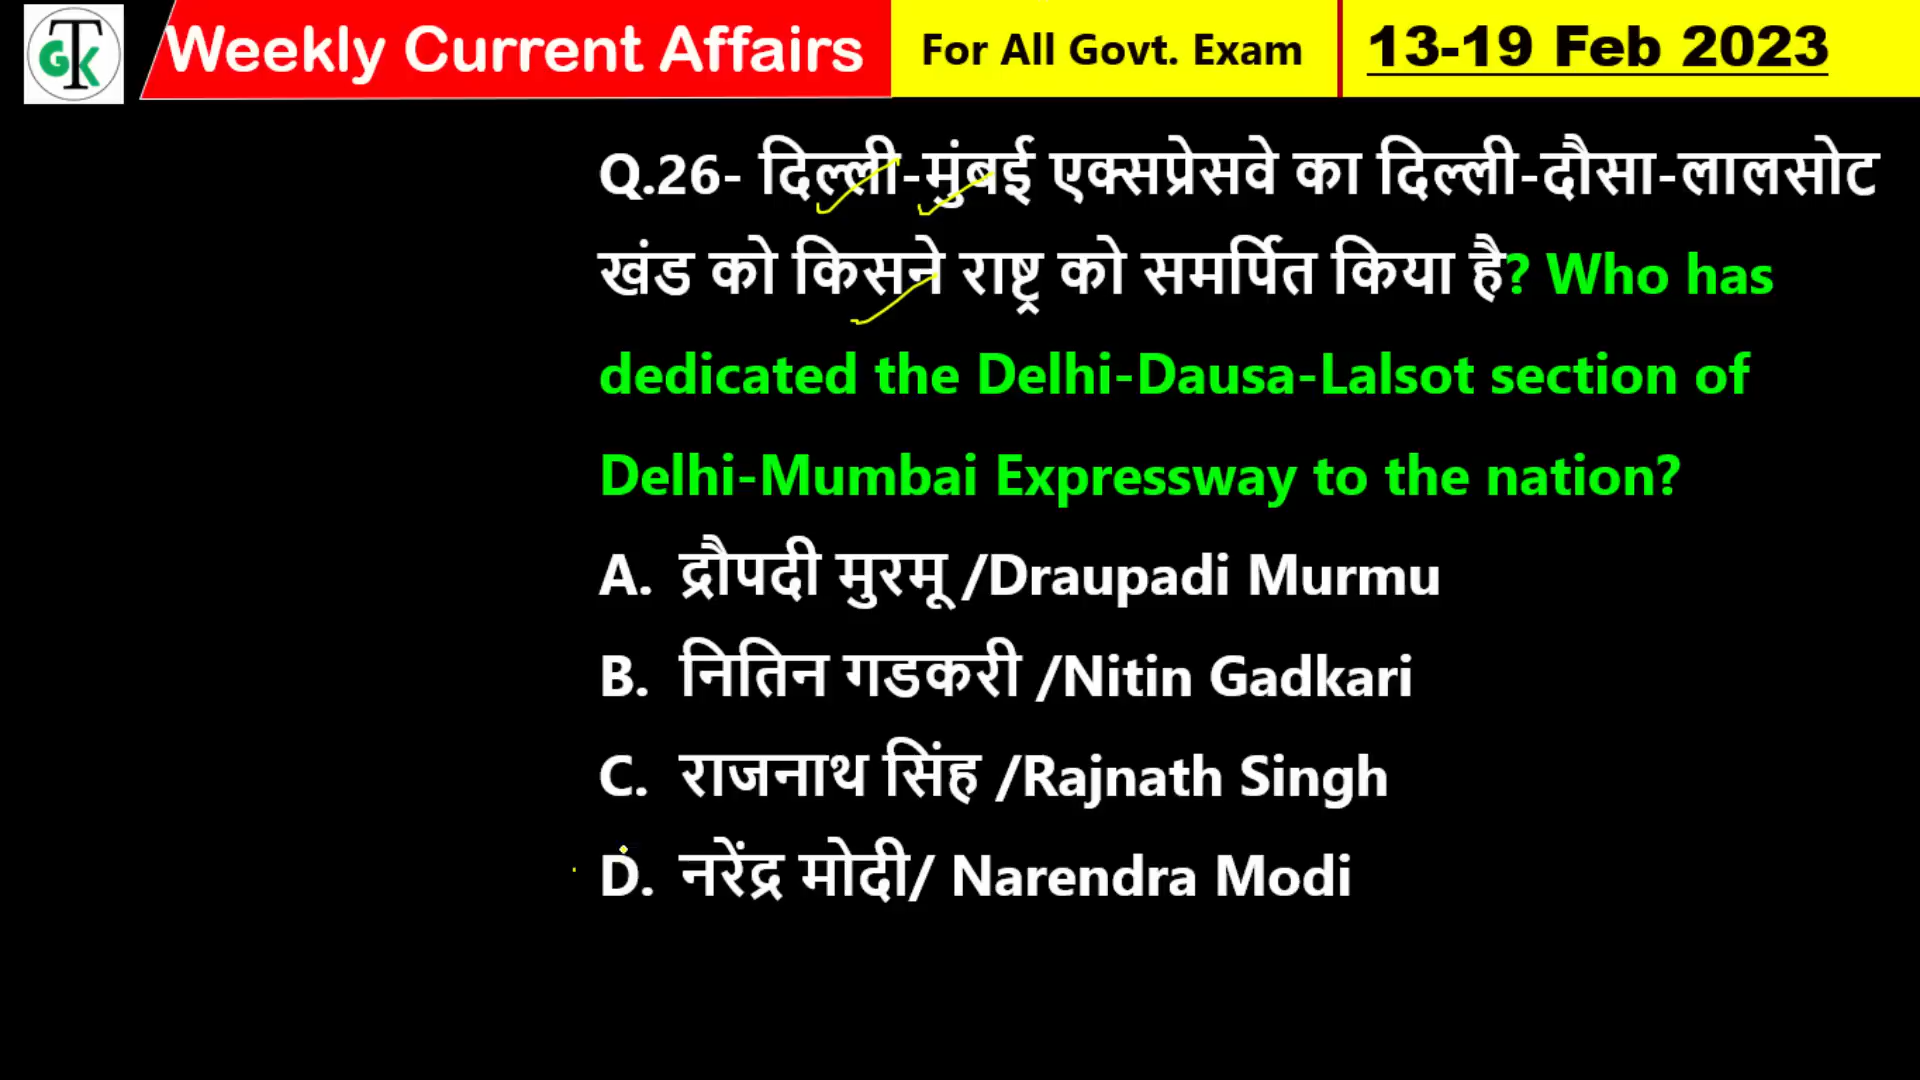 TGK
Weekly Current Affairs
For All Govt. Exam
13-19 Feb 2023
Q.26- दिल्ली-मुंबई एक्सप्रेसवे का दिल्ली-दौसा-लालसोट
खंड को किसने राष्ट्र को समर्पित किया है? Who has
dedicated the Delhi-Dausa-Lalsot section of
Delhi-Mumbai Expressway to the nation?
A. द्रौपदी मुरमू /Draupadi Murmu
B. नितिन गडकरी /Nitin Gadkari
C. राजनाथ सिंह /Rajnath Singh
D. नरेंद्र मोदी/ Narendra Modi